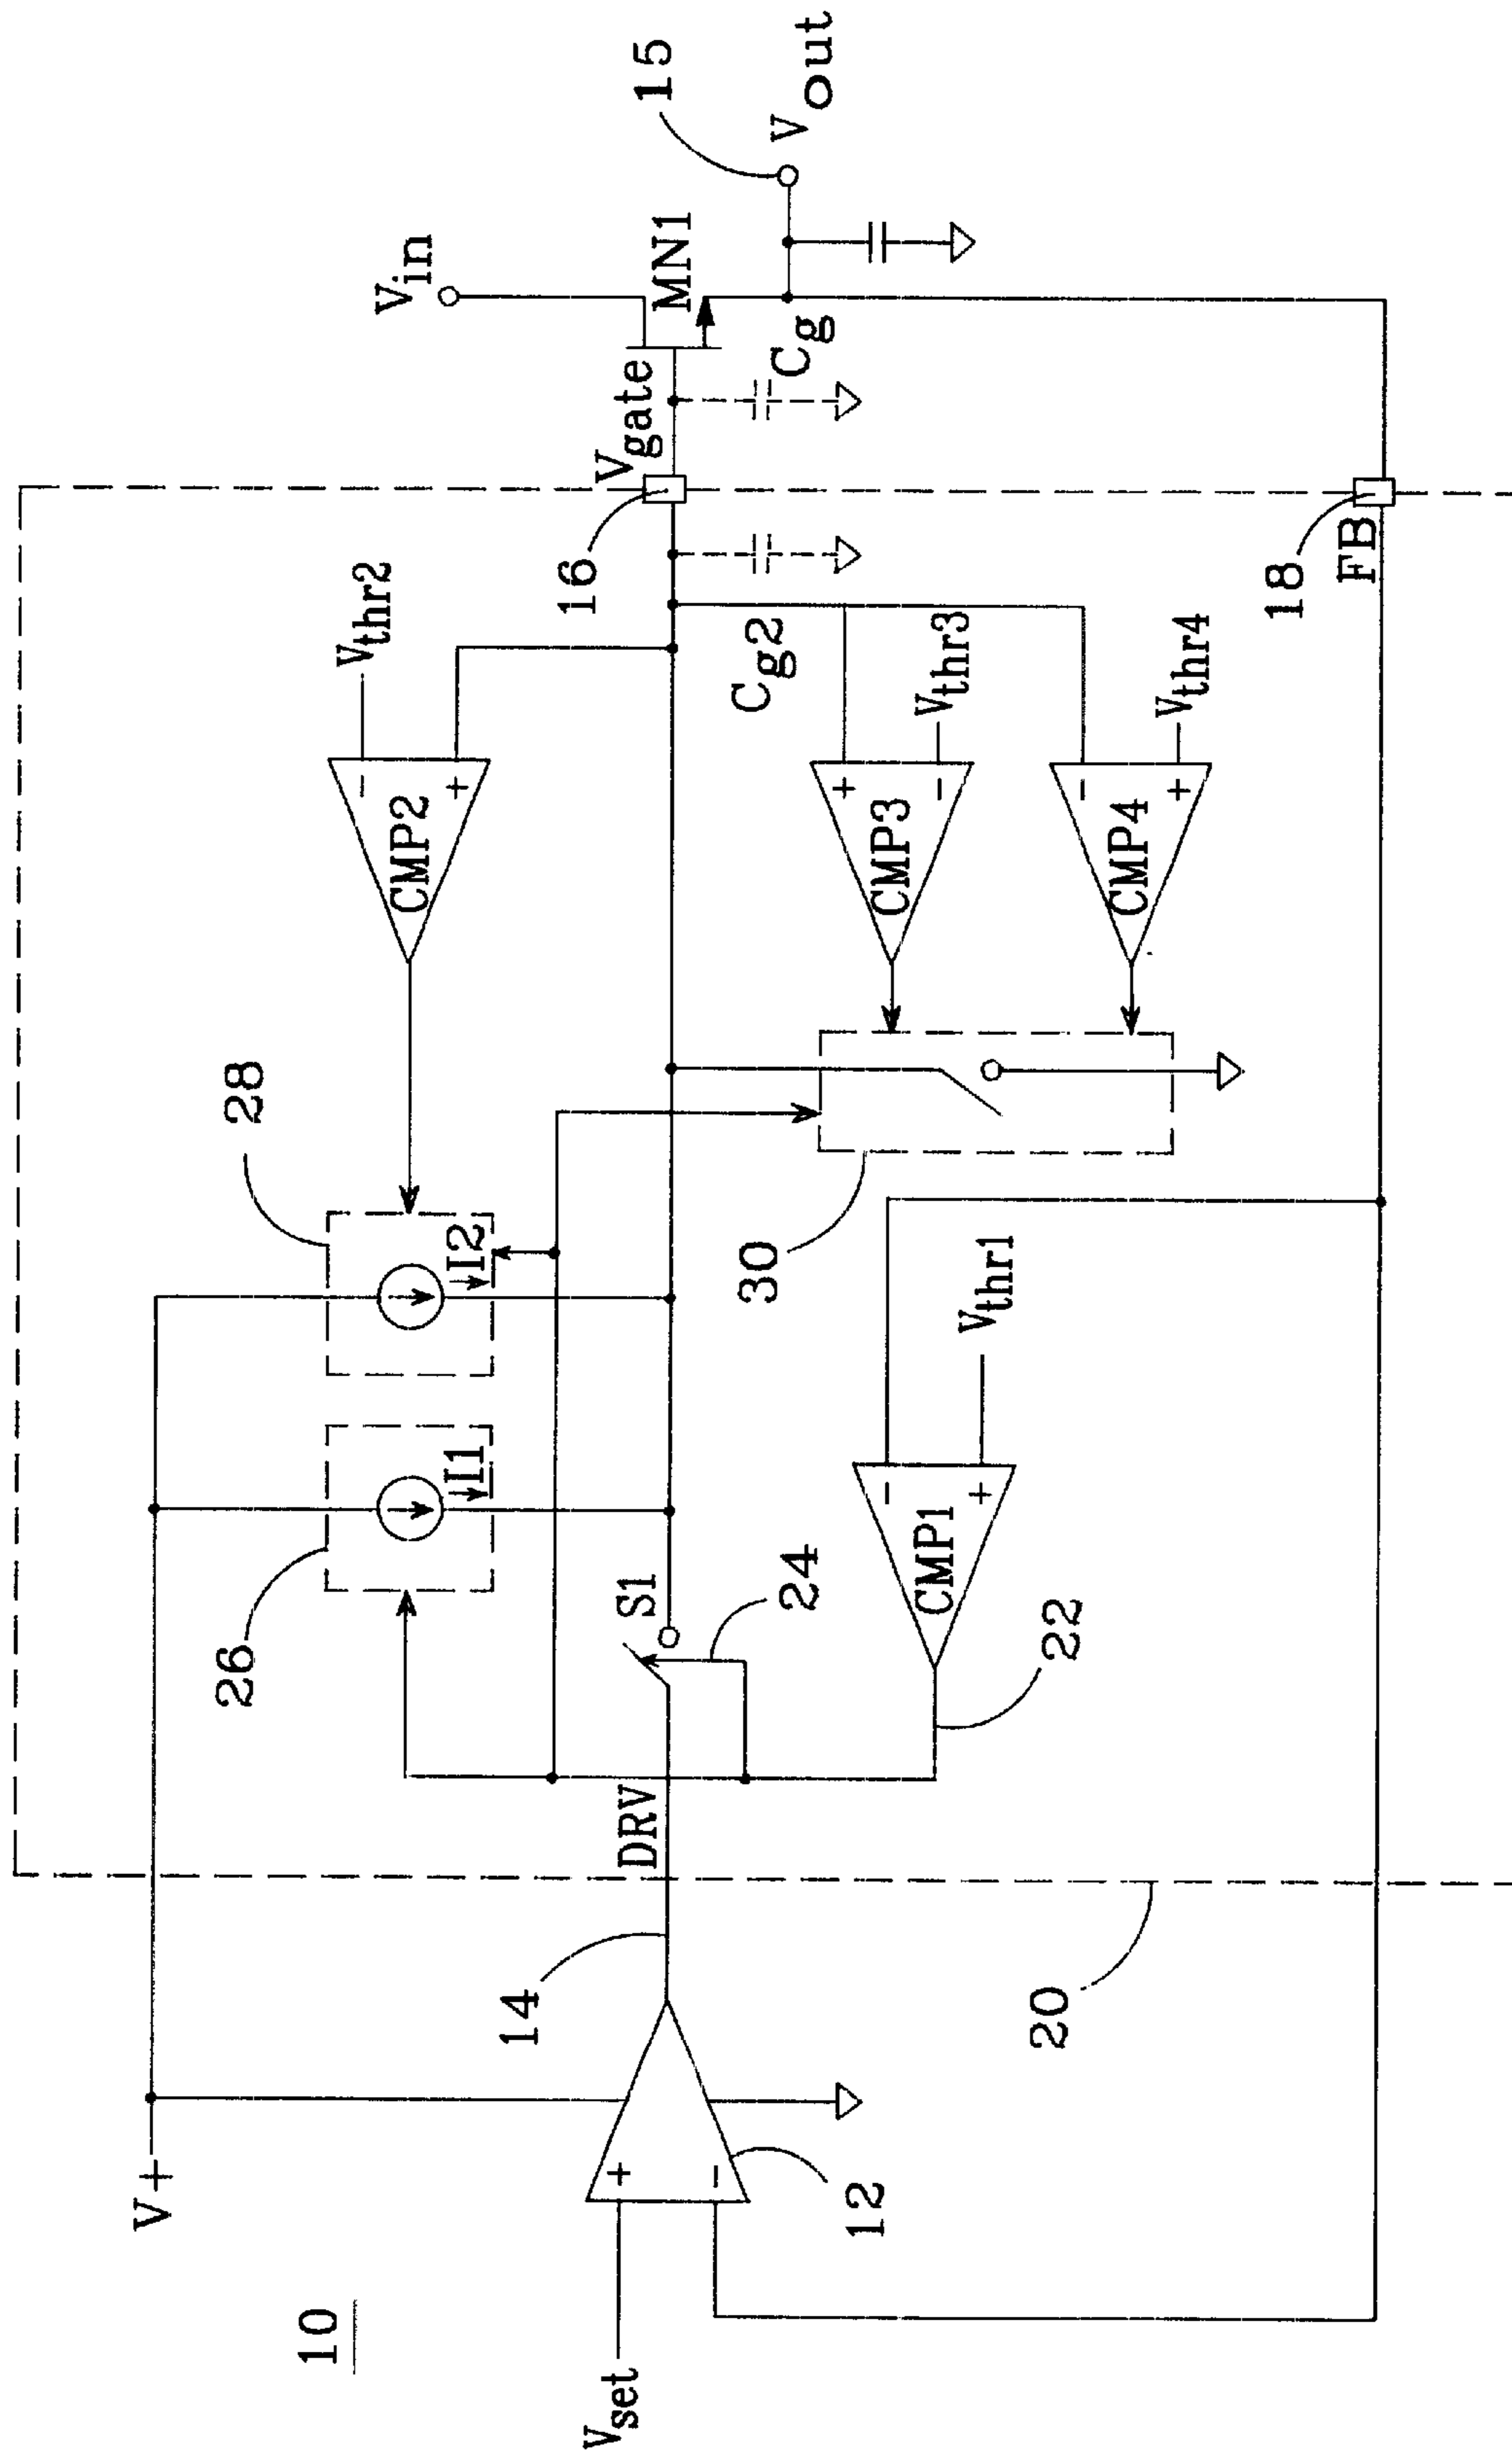 10
V+
Vset
+
-
12
14
DRV
20
26
I1
28
I2
S1
24
22
CMP1
-
+
Vthr1
30
CMP2
-
+
Vthr2
CMP3
+
-
Vthr3
CMP4
-
+
Vthr4
Cg2
16
Vgate
18
FB
Cg
MN1
Vin
15
Vout